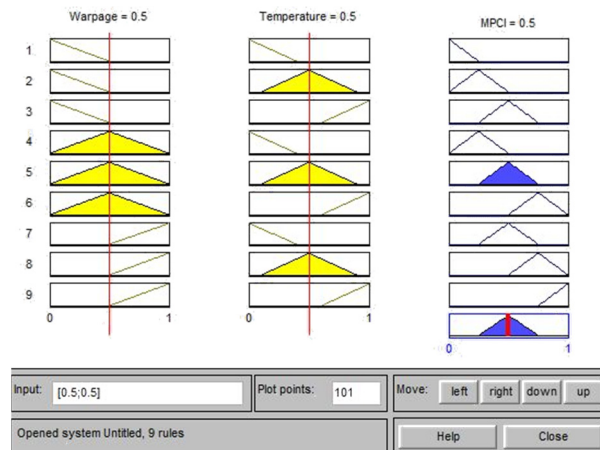 Warpage = 0.5 Temperature = 0.5 MPCI = 0.5
1
2
3
4
5
6
7
8
9
0 1 0 1
0 1
Input: [0.5;0.5] Plot points: 101 Move: left right down up
Opened system Untitled, 9 rules Help Close